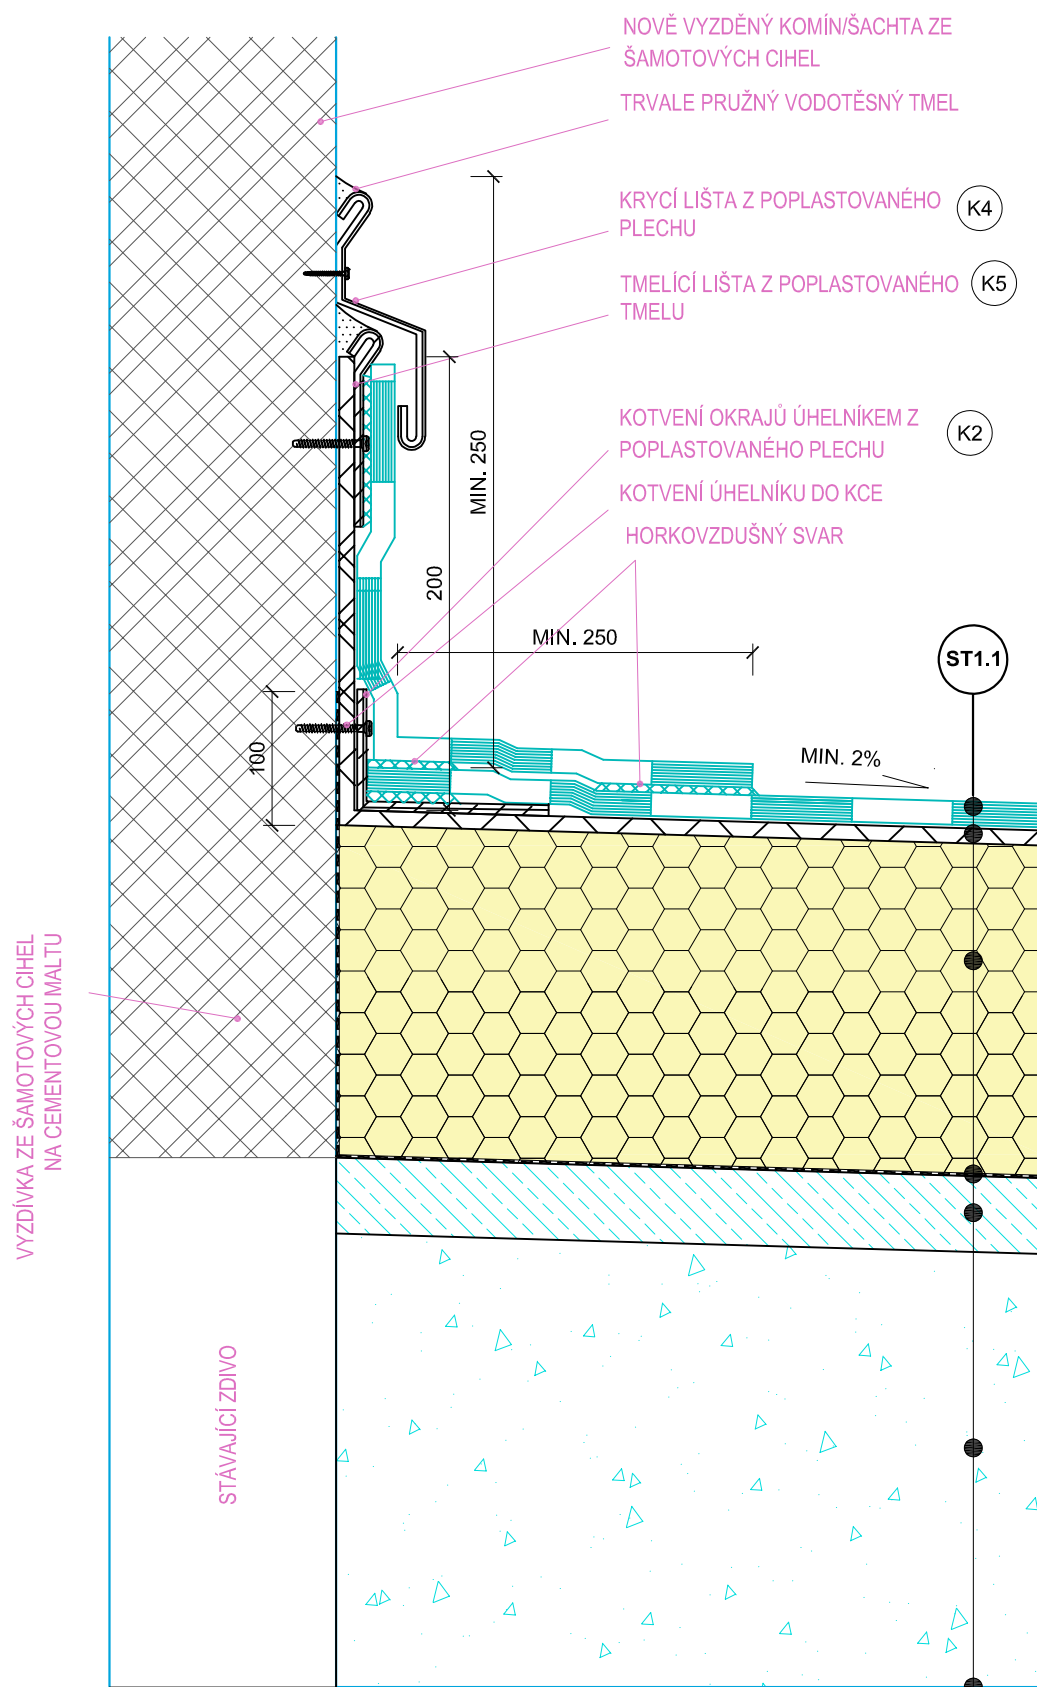 NOVĚ VYZDĚNÝ KOMÍN/ŠACHTA ZE
ŠAMOTOVÝCH CIHEL
TRVALE PRUŽNÝ VODOTĚSNÝ TMEL
KRYCÍ LIŠTA Z POPLASTOVANÉHO
PLECHU
K4
TMELÍCÍ LIŠTA Z POPLASTOVANÉHO
TMELU
K5
KOTVENÍ OKRAJŮ ÚHELNÍKEM Z
POPLASTOVANÉHO PLECHU
K2
KOTVENÍ ÚHELNÍKU DO KCE
HORKOVZDUŠNÝ SVAR
MIN. 250
200
MIN. 250
ST1.1
100
MIN. 2%
VYZDÍVKA ZE ŠAMOTOVÝCH CIHEL
NA CEMENTOVOU MALTU
STÁVAJÍCÍ ZDIVO